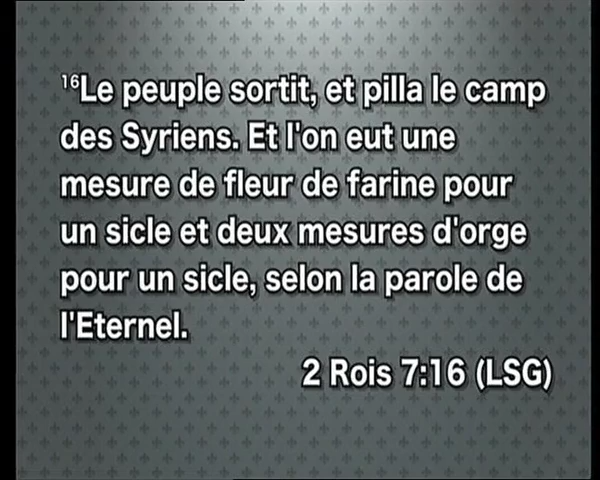 ¹⁶Le peuple sortit, et pilla le camp
des Syriens. Et l'on eut une
mesure de fleur de farine pour
un sicle et deux mesures d'orge
pour un sicle, selon la parole de
l'Eternel.
2 Rois 7:16 (LSG)